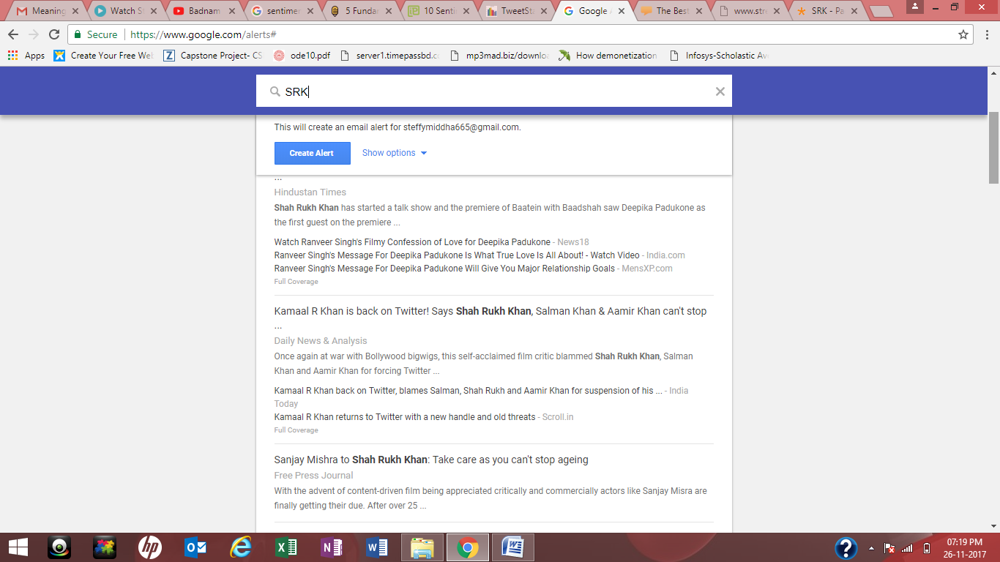 Meaning
Watch St
Badnam
sentimen
5 Fundar
10 Senti
TweetSta
Google A
The Best
www.stre
SRK - Pa
Secure https://www.google.com/alerts#
Apps
Create Your Free Web
Capstone Project- CS
ode10.pdf
server1.timepassbd.co
mp3mad.biz/downloa
How demonetization
Infosys-Scholastic Av
SRK
This will create an email alert for steffymiddha665@gmail.com.
Create Alert
Show options
...
Hindustan Times
Shah Rukh Khan has started a talk show and the premiere of Baatein with Baadshah saw Deepika Padukone as
the first guest on the premiere ...
Watch Ranveer Singh's Filmy Confession of Love for Deepika Padukone - News18
Ranveer Singh's Message For Deepika Padukone Is What True Love Is All About! - Watch Video - India.com
Ranveer Singh's Message For Deepika Padukone Will Give You Major Relationship Goals - MensXP.com
Full Coverage
Kamaal R Khan is back on Twitter! Says Shah Rukh Khan, Salman Khan & Aamir Khan can't stop
...
Daily News & Analysis
Once again at war with Bollywood bigwigs, this self-acclaimed film critic blammed Shah Rukh Khan, Salman
Khan and Aamir Khan for forcing Twitter ...
Kamaal R Khan back on Twitter, blames Salman, Shah Rukh and Aamir Khan for suspension of his ... - India
Today
Kamaal R Khan returns to Twitter with a new handle and old threats - Scroll.in
Full Coverage
Sanjay Mishra to Shah Rukh Khan: Take care as you can't stop ageing
Free Press Journal
With the advent of content-driven film being appreciated critically and commercially actors like Sanjay Misra are
finally getting their due. After over 25 ...
07:19 PM
26-11-2017